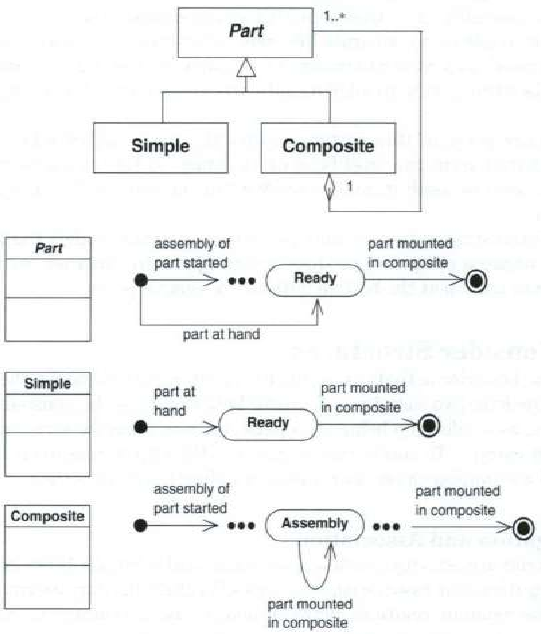 Part
1..*
Simple
Composite
1
Part
assembly of
part started
Ready
part mounted
in composite
part at hand
Simple
part at
hand
Ready
part mounted
in composite
Composite
assembly of
part started
Assembly
part mounted
in composite
part mounted
in composite